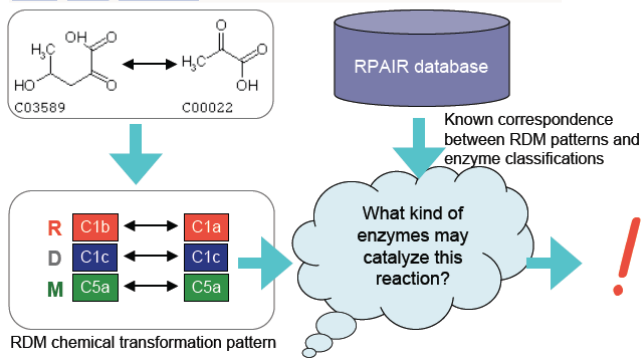 CH₃
OH
O
H₃C
HO
O
C03589
O
H₃C
O
OH
C00022
RPAIR database
Known correspondence
between RDM patterns and
enzyme classifications
R C1b C1a
D C1c C1c
M C5a C5a
RDM chemical transformation pattern
What kind of
enzymes may
catalyze this
reaction?
!